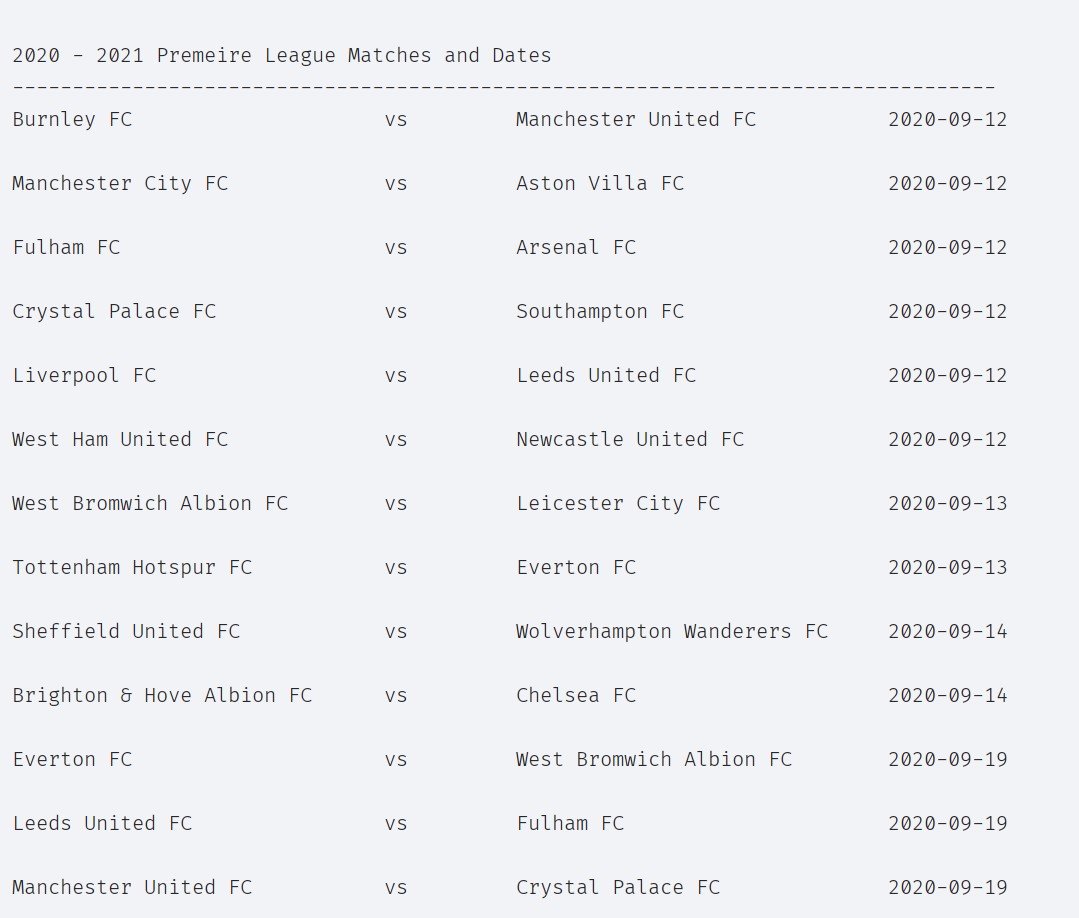 2020 - 2021 Premeire League Matches and Dates
----------------------------------------------------------------------------------
Burnley FC vs Manchester United FC 2020-09-12
Manchester City FC vs Aston Villa FC 2020-09-12
Fulham FC vs Arsenal FC 2020-09-12
Crystal Palace FC vs Southampton FC 2020-09-12
Liverpool FC vs Leeds United FC 2020-09-12
West Ham United FC vs Newcastle United FC 2020-09-12
West Bromwich Albion FC vs Leicester City FC 2020-09-13
Tottenham Hotspur FC vs Everton FC 2020-09-13
Sheffield United FC vs Wolverhampton Wanderers FC 2020-09-14
Brighton & Hove Albion FC vs Chelsea FC 2020-09-14
Everton FC vs West Bromwich Albion FC 2020-09-19
Leeds United FC vs Fulham FC 2020-09-19
Manchester United FC vs Crystal Palace FC 2020-09-19